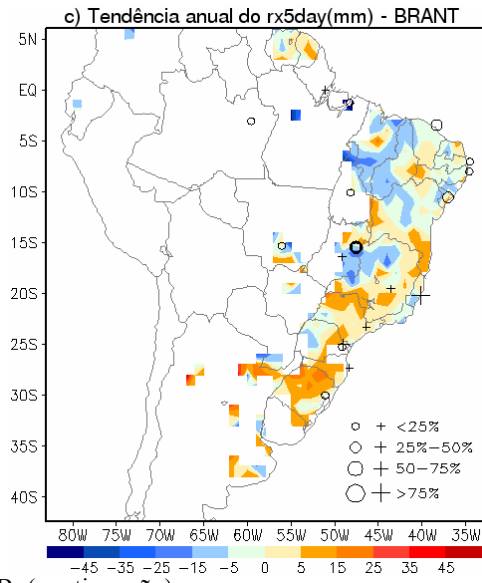 c) Tendência anual do rx5day(mm) - BRANT
5N
EQ
5S
10S
15S
20S
25S
30S
35S
40S
<25%
25%-50%
50-75%
>75%
80W 75W 70W 65W 60W 55W 50W 45W 40W 35W
-45 -35 -25 -15 -5 0 5 15 25 35 45